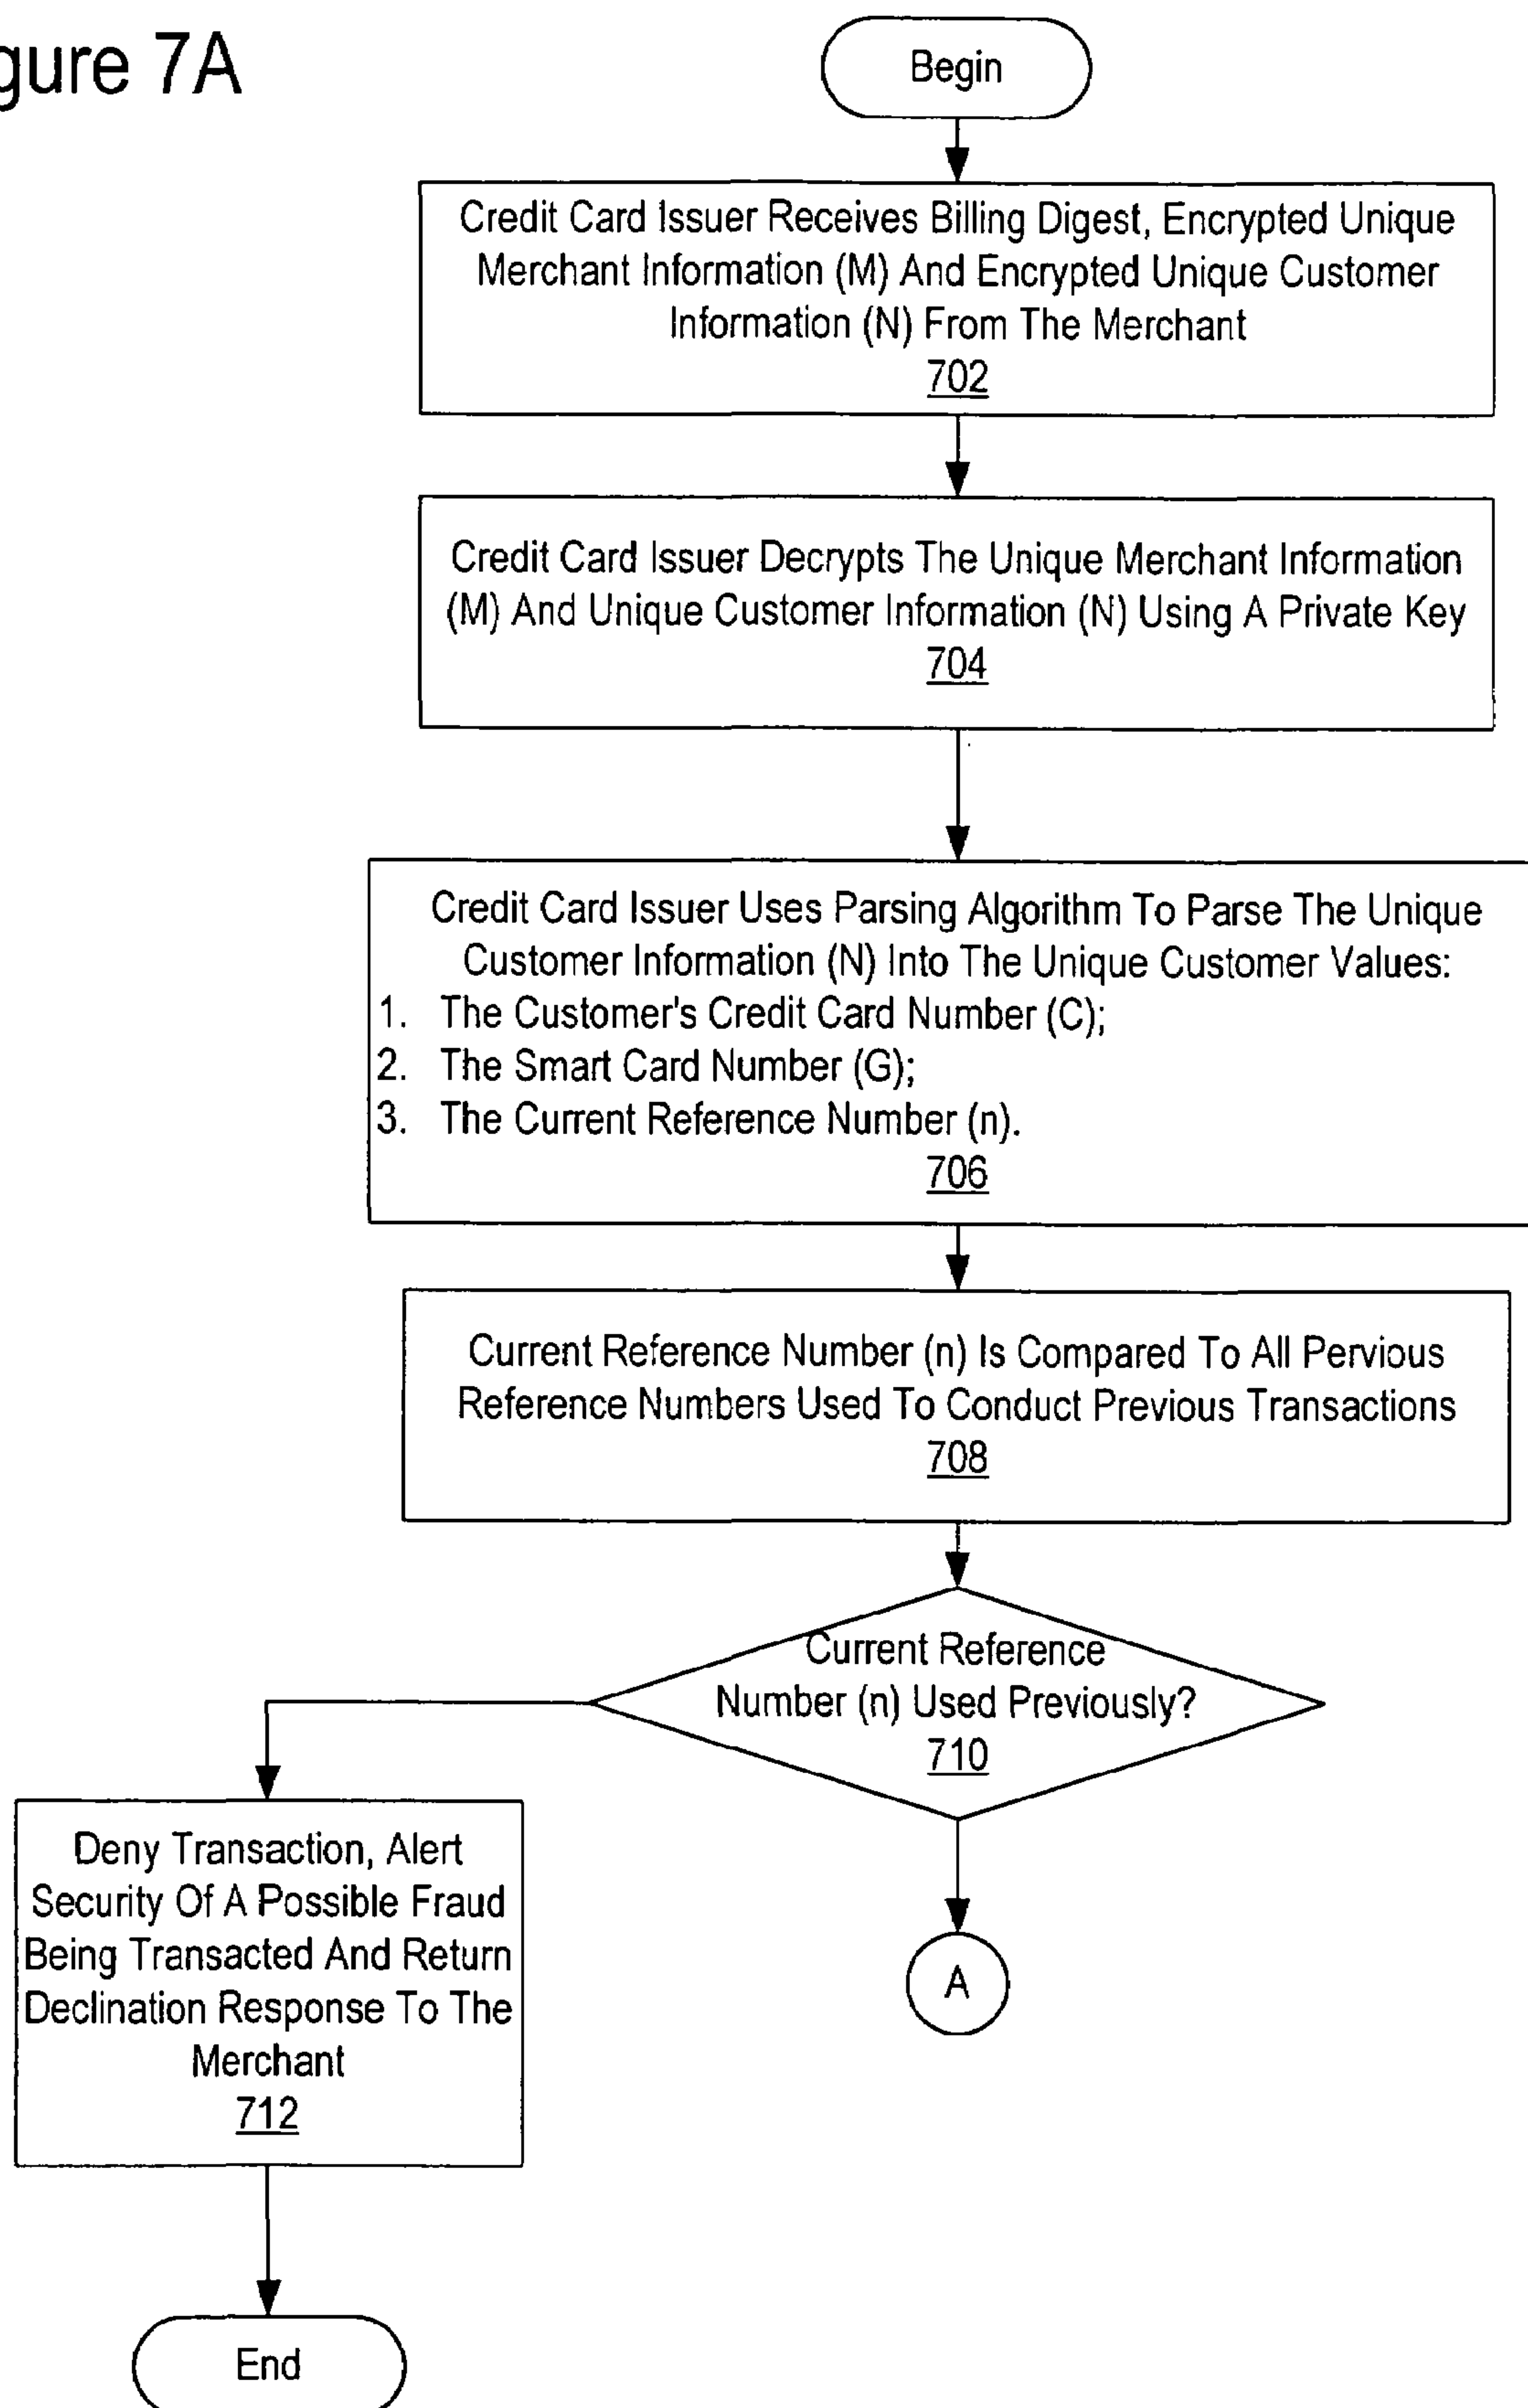 gure 7A
Begin
Credit Card Issuer Receives Billing Digest, Encrypted Unique
Merchant Information (M) And Encrypted Unique Customer
Information (N) From The Merchant
702
Credit Card Issuer Decrypts The Unique Merchant Information
(M) And Unique Customer Information (N) Using A Private Key
704
Credit Card Issuer Uses Parsing Algorithm To Parse The Unique
Customer Information (N) Into The Unique Customer Values:
1. The Customer's Credit Card Number (C);
2. The Smart Card Number (G);
3. The Current Reference Number (n).
706
Current Reference Number (n) Is Compared To All Pervious
Reference Numbers Used To Conduct Previous Transactions
708
Current Reference
Number (n) Used Previously?
710
Deny Transaction, Alert
Security Of A Possible Fraud
Being Transacted And Return
Declination Response To The
Merchant
712
A
End